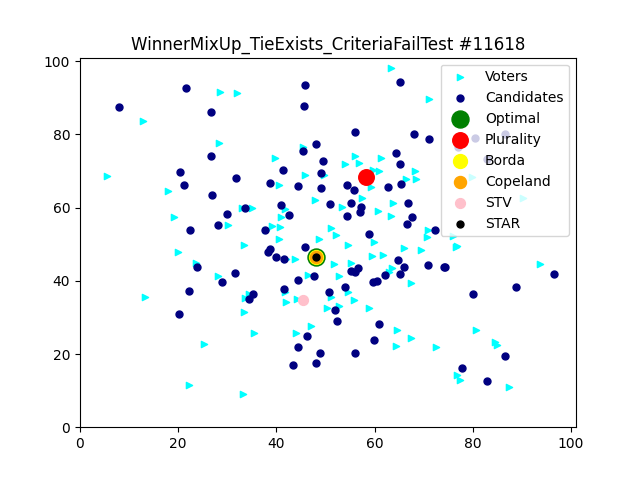 WinnerMixUp_TieExists_CriteriaFailTest #11618
100
80
60
40
20
0
0
20
40
60
80
100
Voters
Candidates
Optimal
Plurality
Borda
Copeland
STV
STAR